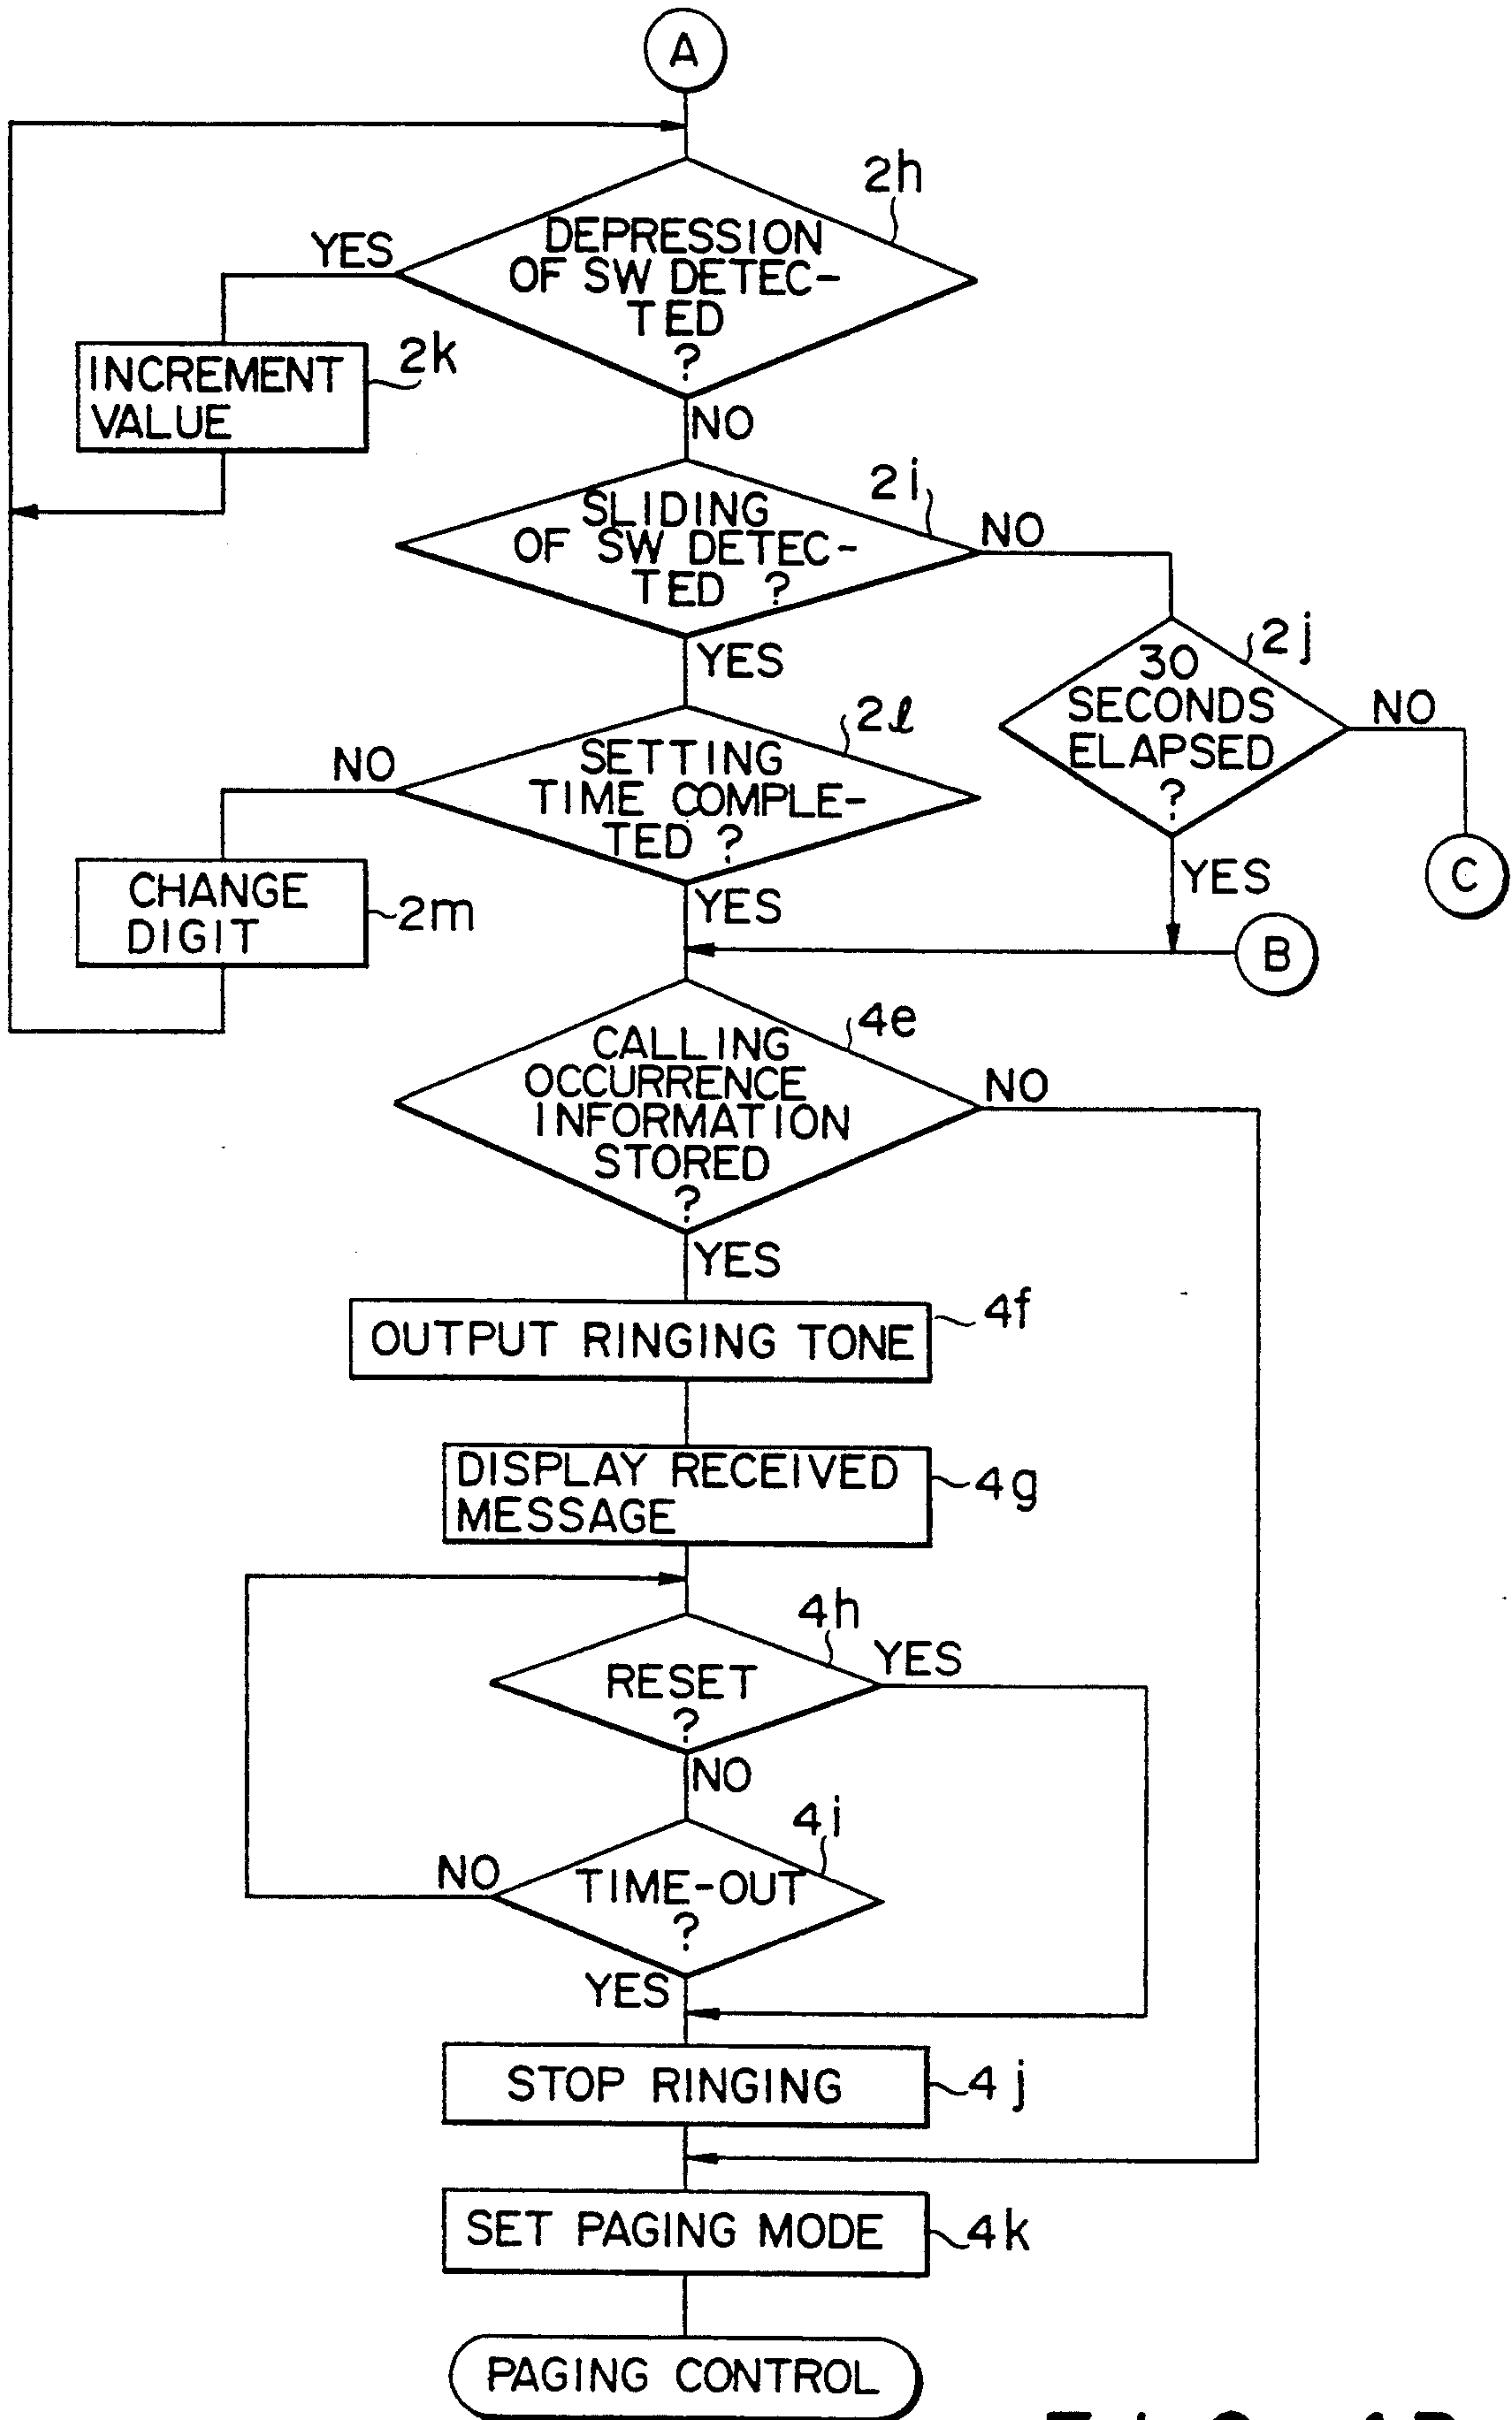 A
2h
DEPRESSION
OF SW DETEC-
TED
?
YES
INCREMENT
VALUE
2k
NO
2i
SLIDING
OF SW DETEC-
TED ?
NO
YES
2j
30
SECONDS
ELAPSED
?
NO
YES
C
2ℓ
SETTING
TIME COMPLE-
TED ?
NO
CHANGE
DIGIT
2m
YES
B
4e
CALLING
OCCURRENCE
INFORMATION
STORED
?
NO
YES
OUTPUT RINGING TONE
4f
DISPLAY RECEIVED
MESSAGE
4g
4h
RESET
?
YES
NO
4i
TIME-OUT
?
NO
YES
STOP RINGING
4j
SET PAGING MODE
4k
PAGING CONTROL